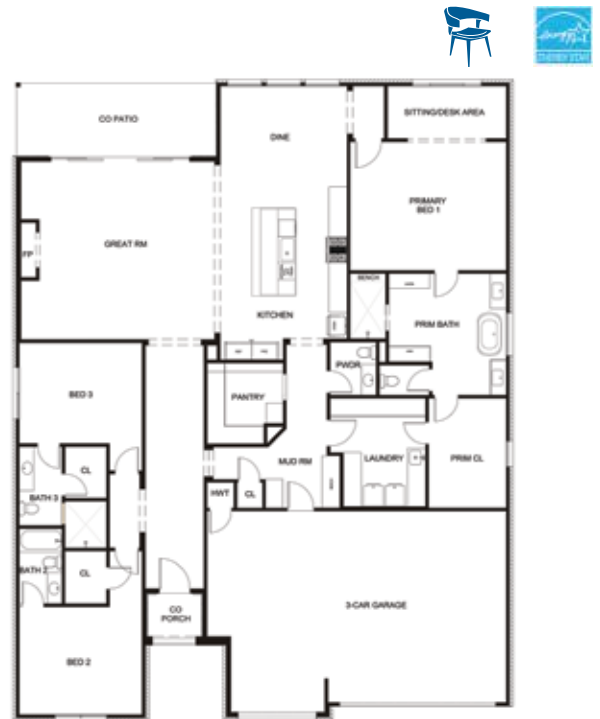 ENERGY STAR
CO PATIO
DINE
SITTING/DESK AREA
PRIMARY
BED 1
GREAT RM
FP
BENCH
KITCHEN
PRIM BATH
PWDR
BED 3
PANTRY
MUD RM
LAUNDRY
PRIM CL
CL
BATH 3
HWT
CL
BATH 2
CL
CO
PORCH
3-CAR GARAGE
BED 2